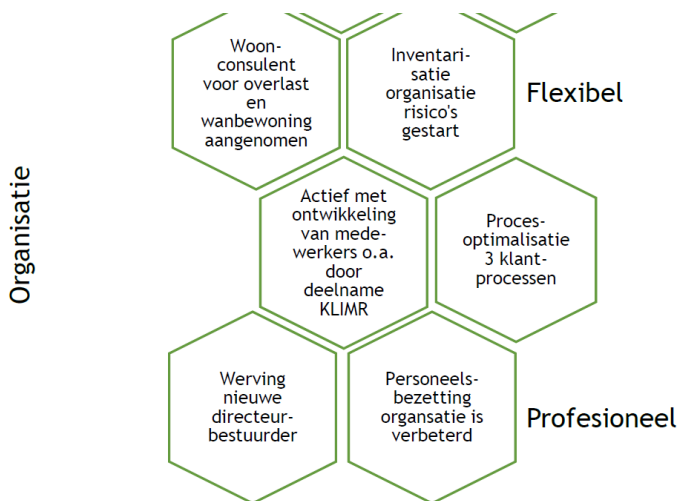 Organisatie
Woon-
consulent
voor overlast
en
wanbewoning
aangenomen
Inventari-
satie
organisatie
risico's
gestart
Flexibel
Actief met
ontwikkeling
van mede-
werkers o.a.
door
deelname
KLIMR
Proces-
optimalisatie
3 klant-
processen
Werving
nieuwe
directeur-
bestuurder
Personeels-
bezetting
organsatie is
verbeterd
Profesioneel